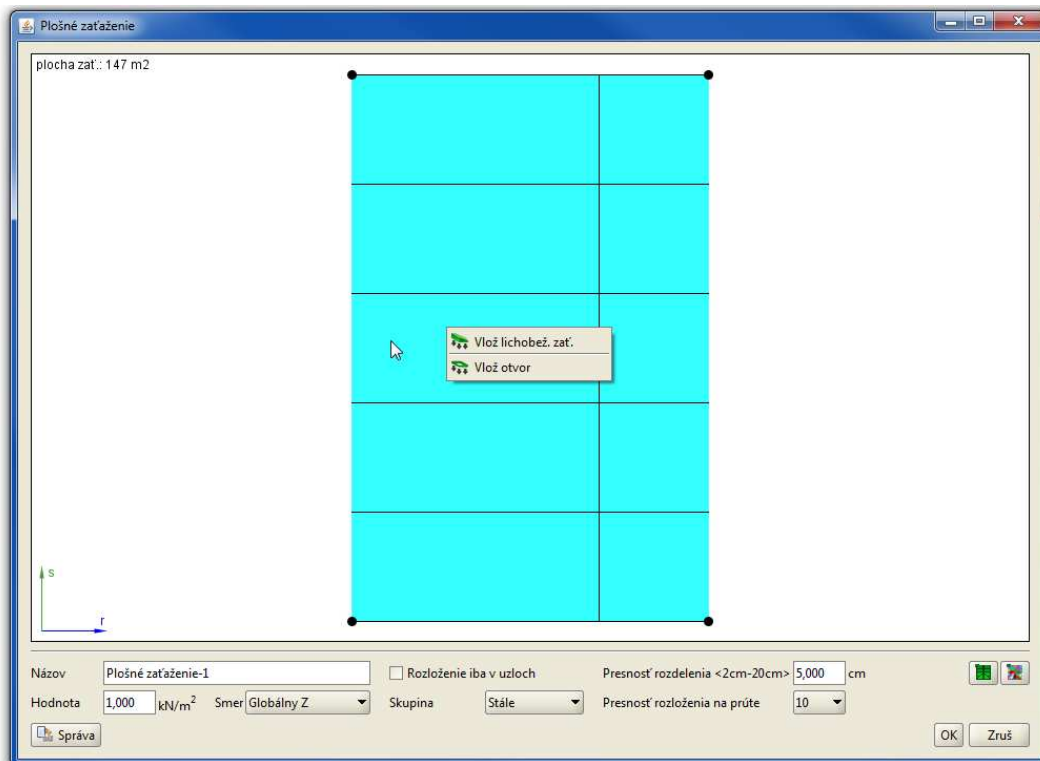 Plošné zaťaženie
plocha zať.: 147 m2
Vlož lichobež. zať.
Vlož otvor
s
r
Názov Plošné zaťaženie-1 Rozloženie iba v uzloch Presnosť rozdelenia <2cm-20cm> 5,000 cm
Hodnota 1,000 kN/m² Smer Globálny Z Skupina Stále Presnosť rozloženia na prúte 10
Správa OK Zruš